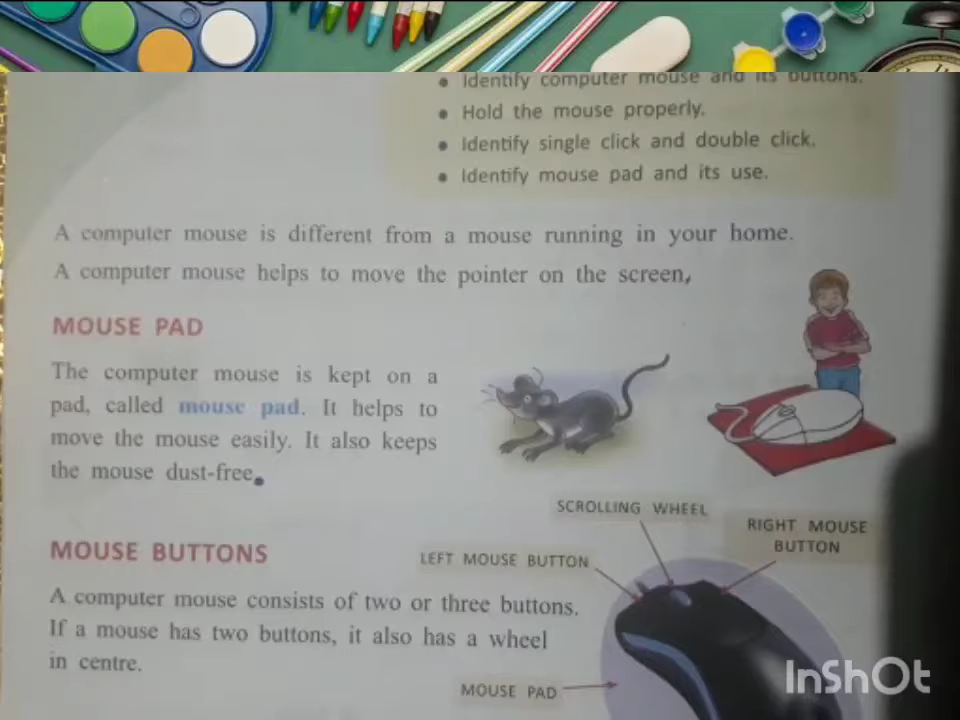 • Identify computer mouse and its buttons.
• Hold the mouse properly.
• Identify single click and double click.
• Identify mouse pad and its use.
A computer mouse is different from a mouse running in your home.
A computer mouse helps to move the pointer on the screen,
MOUSE PAD
The computer mouse is kept on a
pad, called mouse pad. It helps to
move the mouse easily. It also keeps
the mouse dust-free.
SCROLLING WHEEL
RIGHT MOUSE
BUTTON
LEFT MOUSE BUTTON
MOUSE BUTTONS
A computer mouse consists of two or three buttons.
If a mouse has two buttons, it also has a wheel
in centre.
MOUSE PAD
InShOt